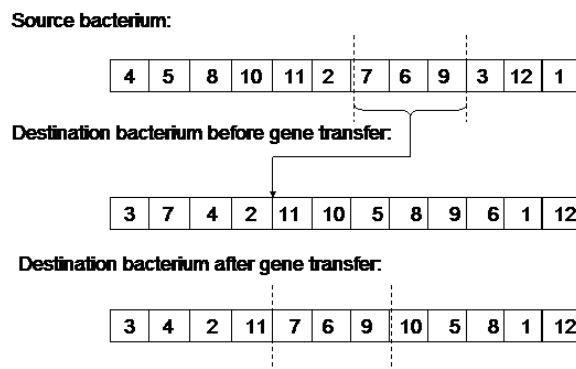 Source bacterium:
4 5 8 10 11 2 7 6 9 3 12 1
Destination bacterium before gene transfer:
3 7 4 2 11 10 5 8 9 6 1 12
Destination bacterium after gene transfer:
3 4 2 11 7 6 9 10 5 8 1 12